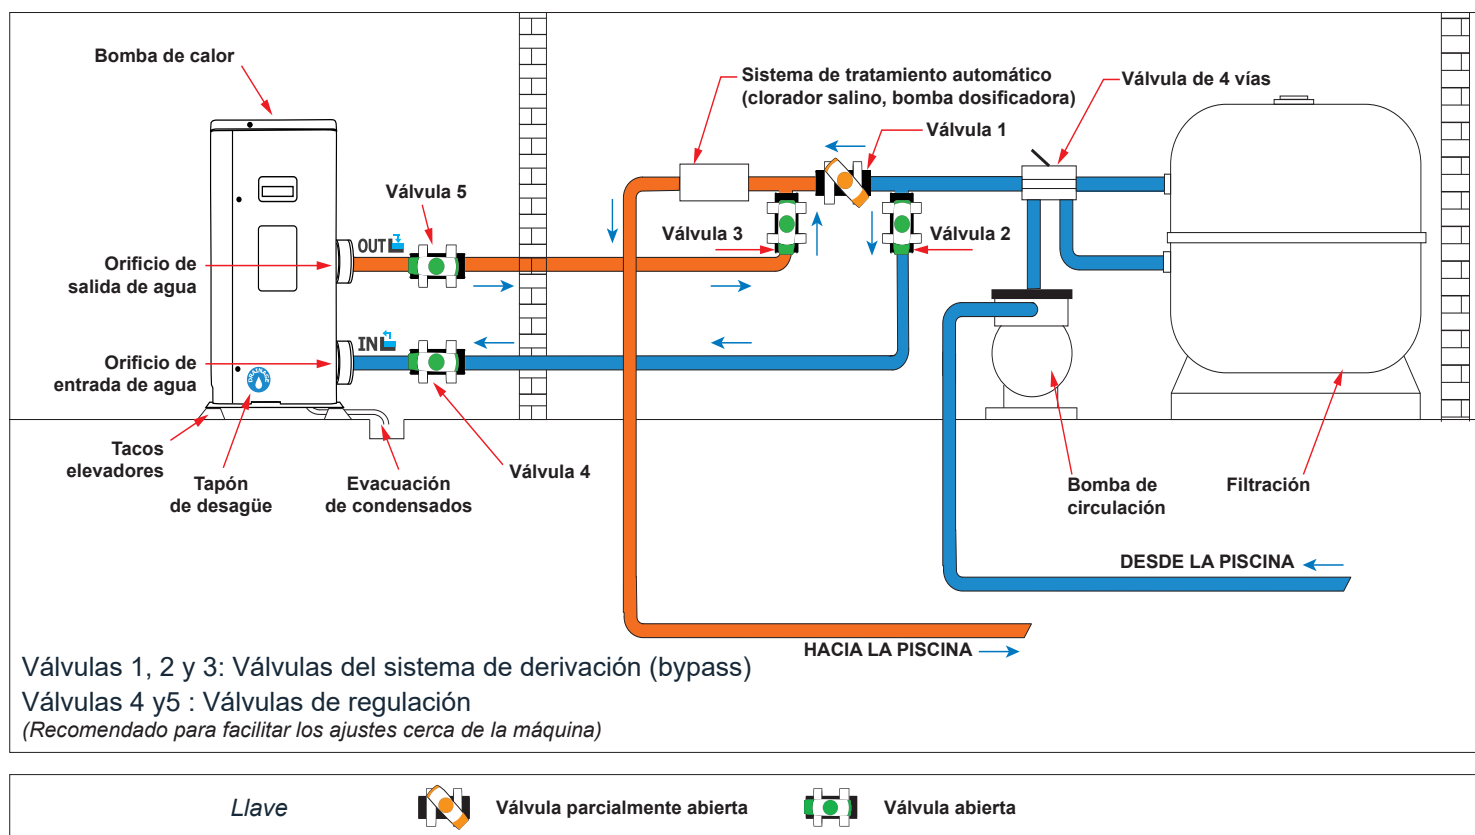 Bomba de calor
Sistema de tratamiento automático
(clorador salino, bomba dosificadora)
Válvula de 4 vías
Válvula 1
Válvula 5
Válvula 3
Válvula 2
OUT
Orificio de
salida de agua
IN
Orificio de
entrada de agua
DRAINAGE
Tacos
elevadores
Tapón
de desagüe
Evacuación
de condensados
Válvula 4
Bomba de
circulación
Filtración
DESDE LA PISCINA
HACIA LA PISCINA
Válvulas 1, 2 y 3: Válvulas del sistema de derivación (bypass)
Válvulas 4 y5 : Válvulas de regulación
(Recomendado para facilitar los ajustes cerca de la máquina)
Llave
Válvula parcialmente abierta
Válvula abierta